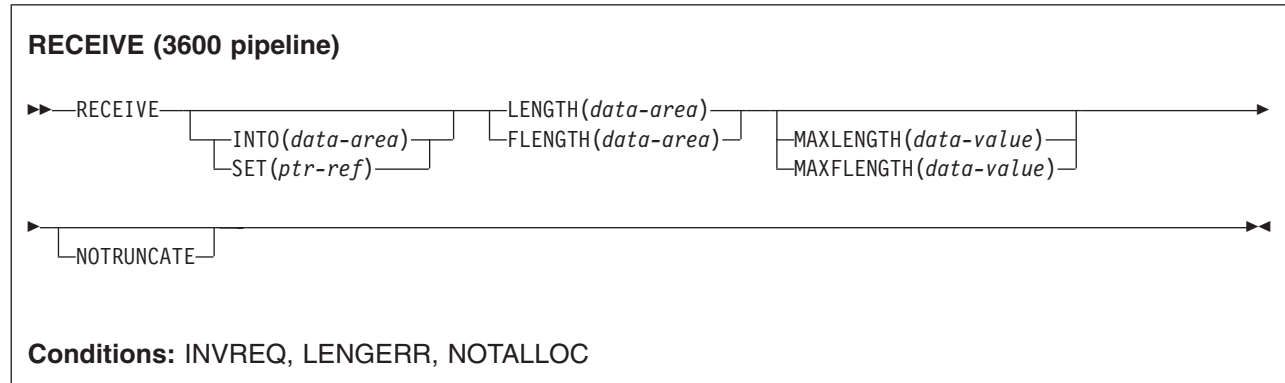 RECEIVE (3600 pipeline)
RECEIVE LENGTH(data-area)
INTO(data-area) FLENGTH(data-area) MAXLENGTH(data-value)
SET(ptr-ref) MAXFLENGTH(data-value)
NOTRUNCATE
Conditions: INVREQ, LENGERR, NOTALLOC